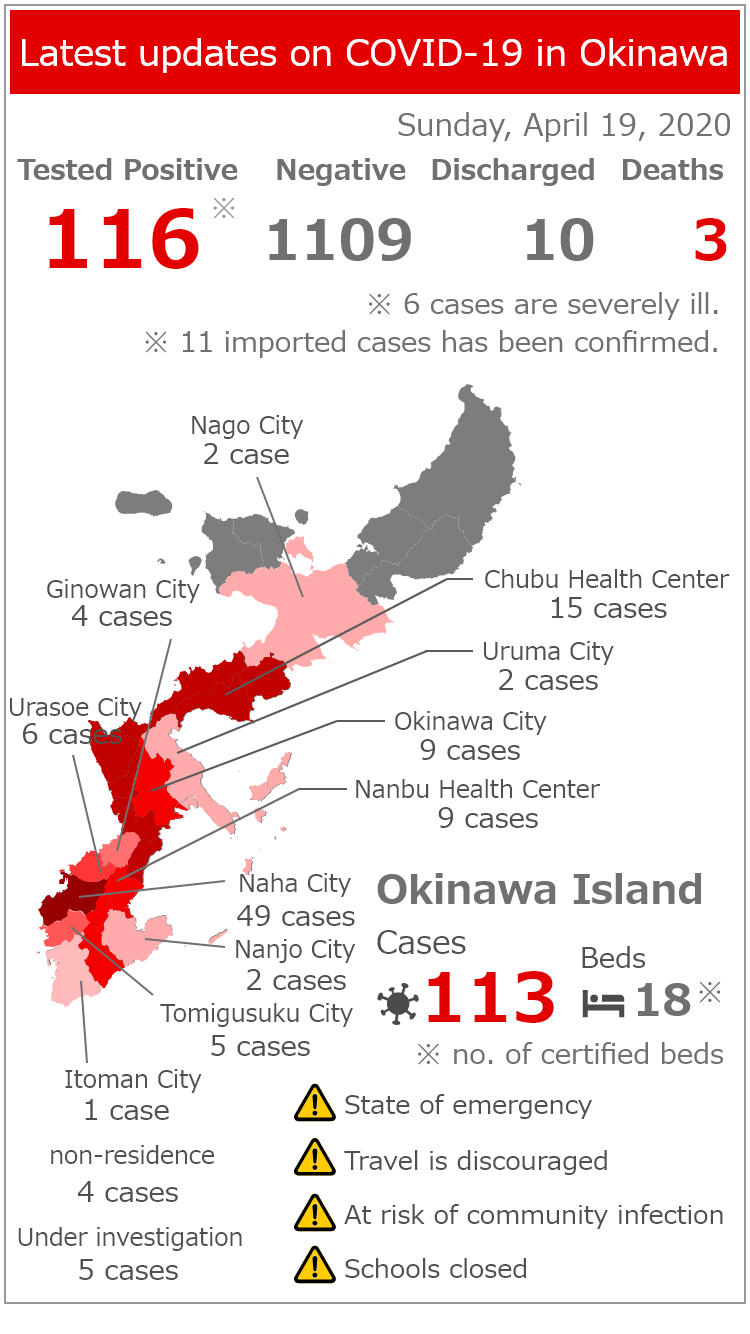 Latest updates on COVID-19 in Okinawa
Sunday, April 19, 2020
Tested Positive Negative Discharged Deaths
116 ※ 1109 10 3
※ 6 cases are severely ill.
※ 11 imported cases has been confirmed.
Nago City
2 case
Ginowan City
4 cases
Chubu Health Center
15 cases
Uruma City
2 cases
Urasoe City
6 cases
Okinawa City
9 cases
Nanbu Health Center
9 cases
Naha City
49 cases
Nanjo City
2 cases
Tomigusuku City
5 cases
Itoman City
1 case
non-residence
4 cases
Under investigation
5 cases
Okinawa Island
Cases
113
Beds
18 ※
※ no. of certified beds
State of emergency
Travel is discouraged
At risk of community infection
Schools closed